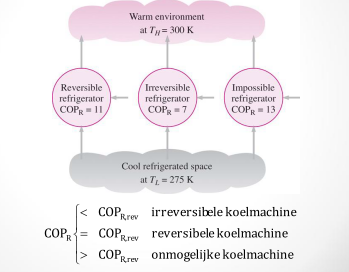 Warm environment
at T_H = 300 K
Reversible
refrigerator
COP_R = 11
Irreversible
refrigerator
COP_R = 7
Impossible
refrigerator
COP_R = 13
Cool refrigerated space
at T_L = 275 K
COP_R { < COP_R,rev irreversibele koelmachine
= COP_R,rev reversibele koelmachine
> COP_R,rev onmogelijke koelmachine